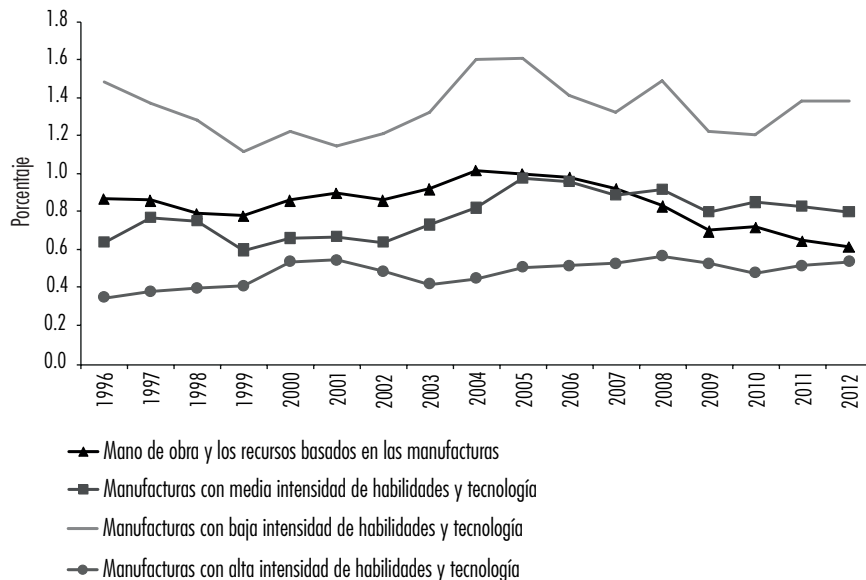 1.8
1.6
1.4
1.2
1.0
0.8
0.6
0.4
0.2
0.0
Porcentaje
1996 1997 1998 1999 2000 2001 2002 2003 2004 2005 2006 2007 2008 2009 2010 2011 2012
Mano de obra y los recursos basados en las manufacturas
Manufacturas con media intensidad de habilidades y tecnología
Manufacturas con baja intensidad de habilidades y tecnología
Manufacturas con alta intensidad de habilidades y tecnología